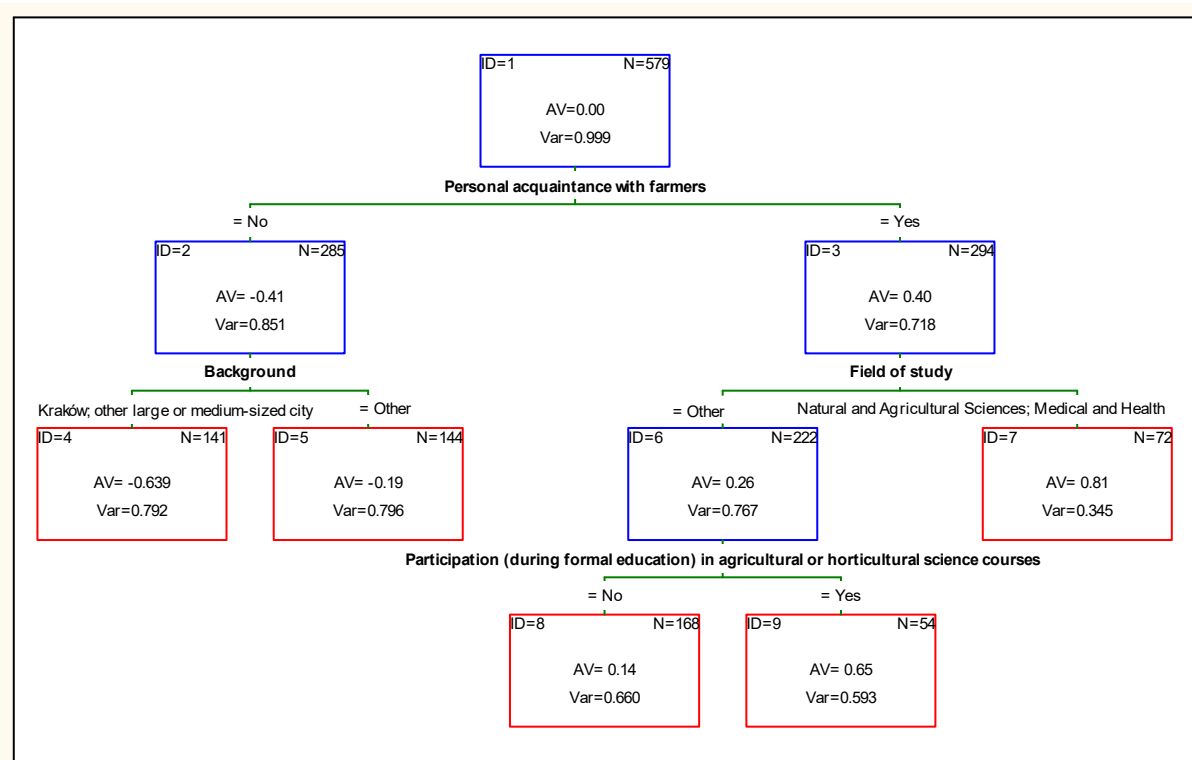 ID=1 N=579
AV=0.00
Var=0.999
Personal acquaintance with farmers
= No
= Yes
ID=2 N=285
AV= -0.41
Var=0.851
ID=3 N=294
AV= 0.40
Var=0.718
Background
Field of study
Kraków; other large or medium-sized city
= Other
= Other
Natural and Agricultural Sciences; Medical and Health
ID=4 N=141
AV= -0.639
Var=0.792
ID=5 N=144
AV= -0.19
Var=0.796
ID=6 N=222
AV= 0.26
Var=0.767
ID=7 N=72
AV= 0.81
Var=0.345
Participation (during formal education) in agricultural or horticultural science courses
= No
= Yes
ID=8 N=168
AV= 0.14
Var=0.660
ID=9 N=54
AV= 0.65
Var=0.593